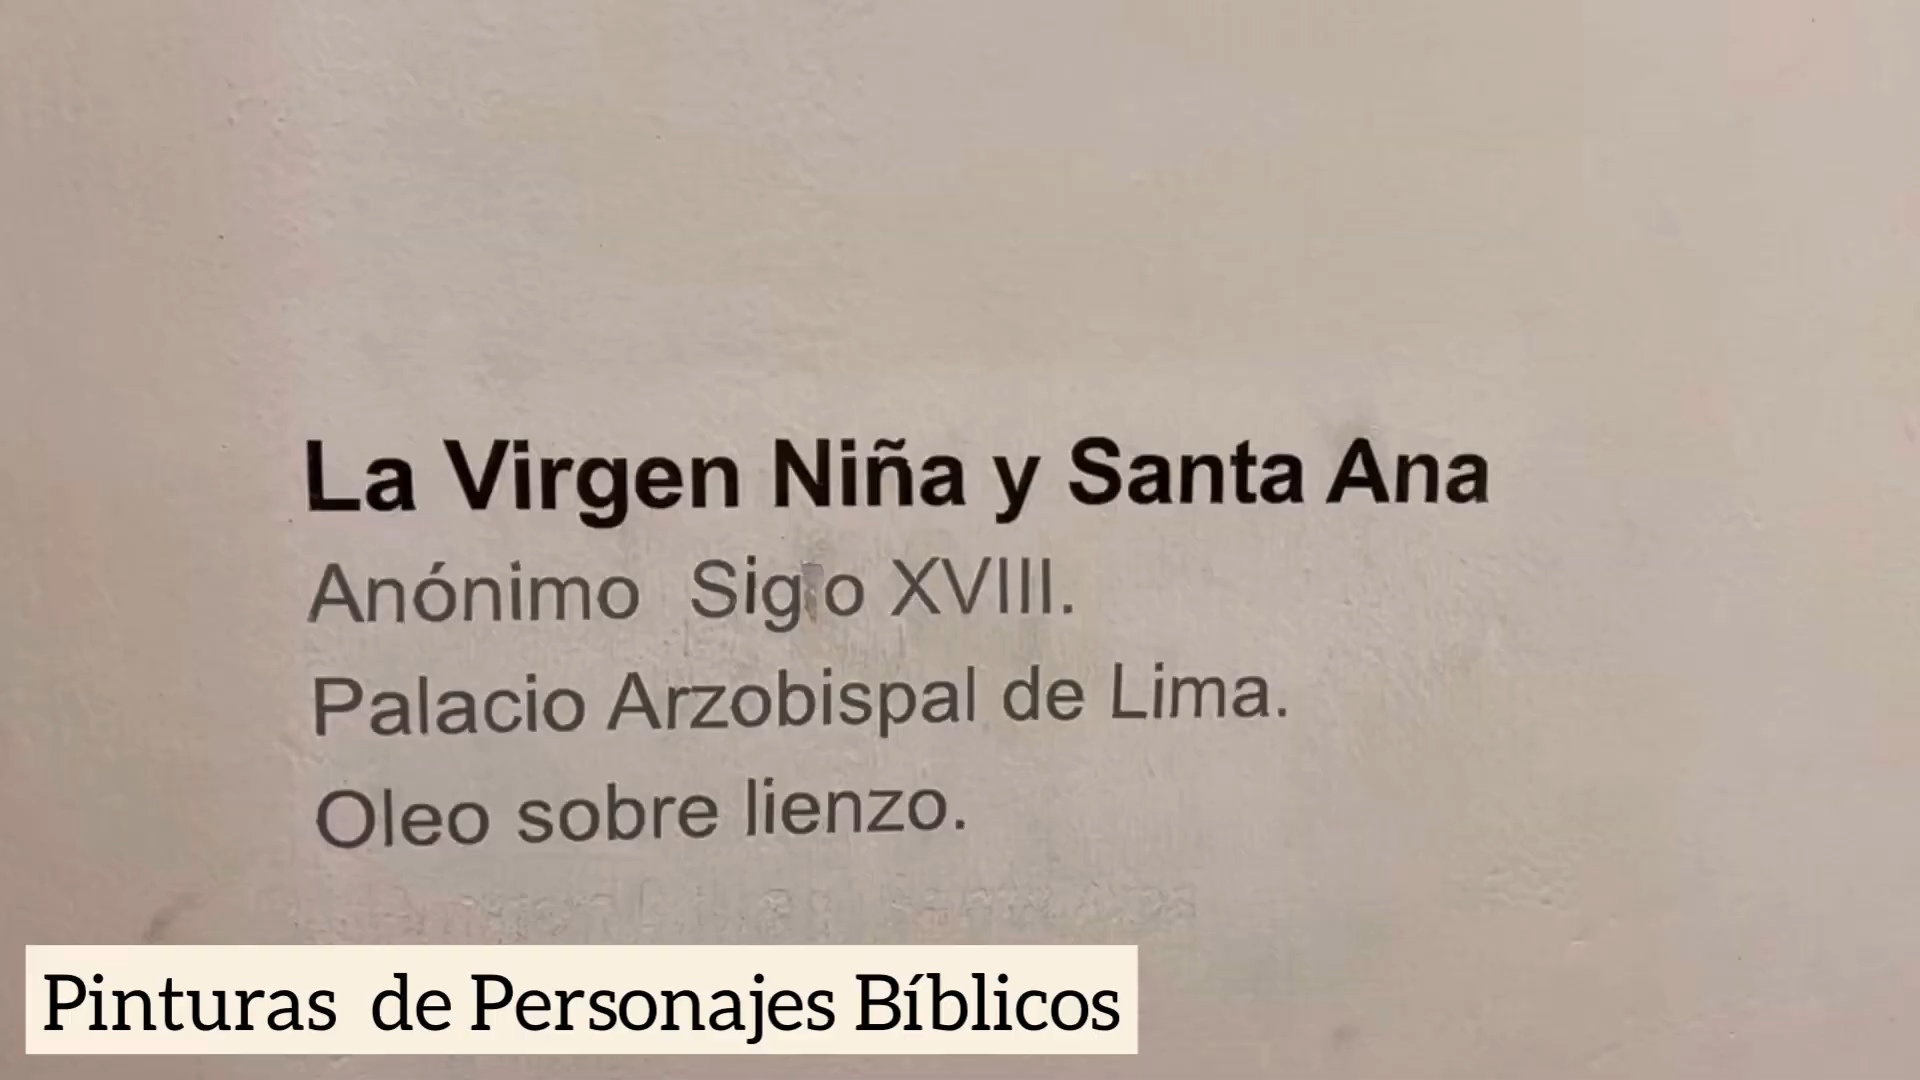 La Virgen Niña y Santa Ana
Anónimo Siglo XVIII.
Palacio Arzobispal de Lima.
Oleo sobre lienzo.
Pinturas de Personajes Bíblicos